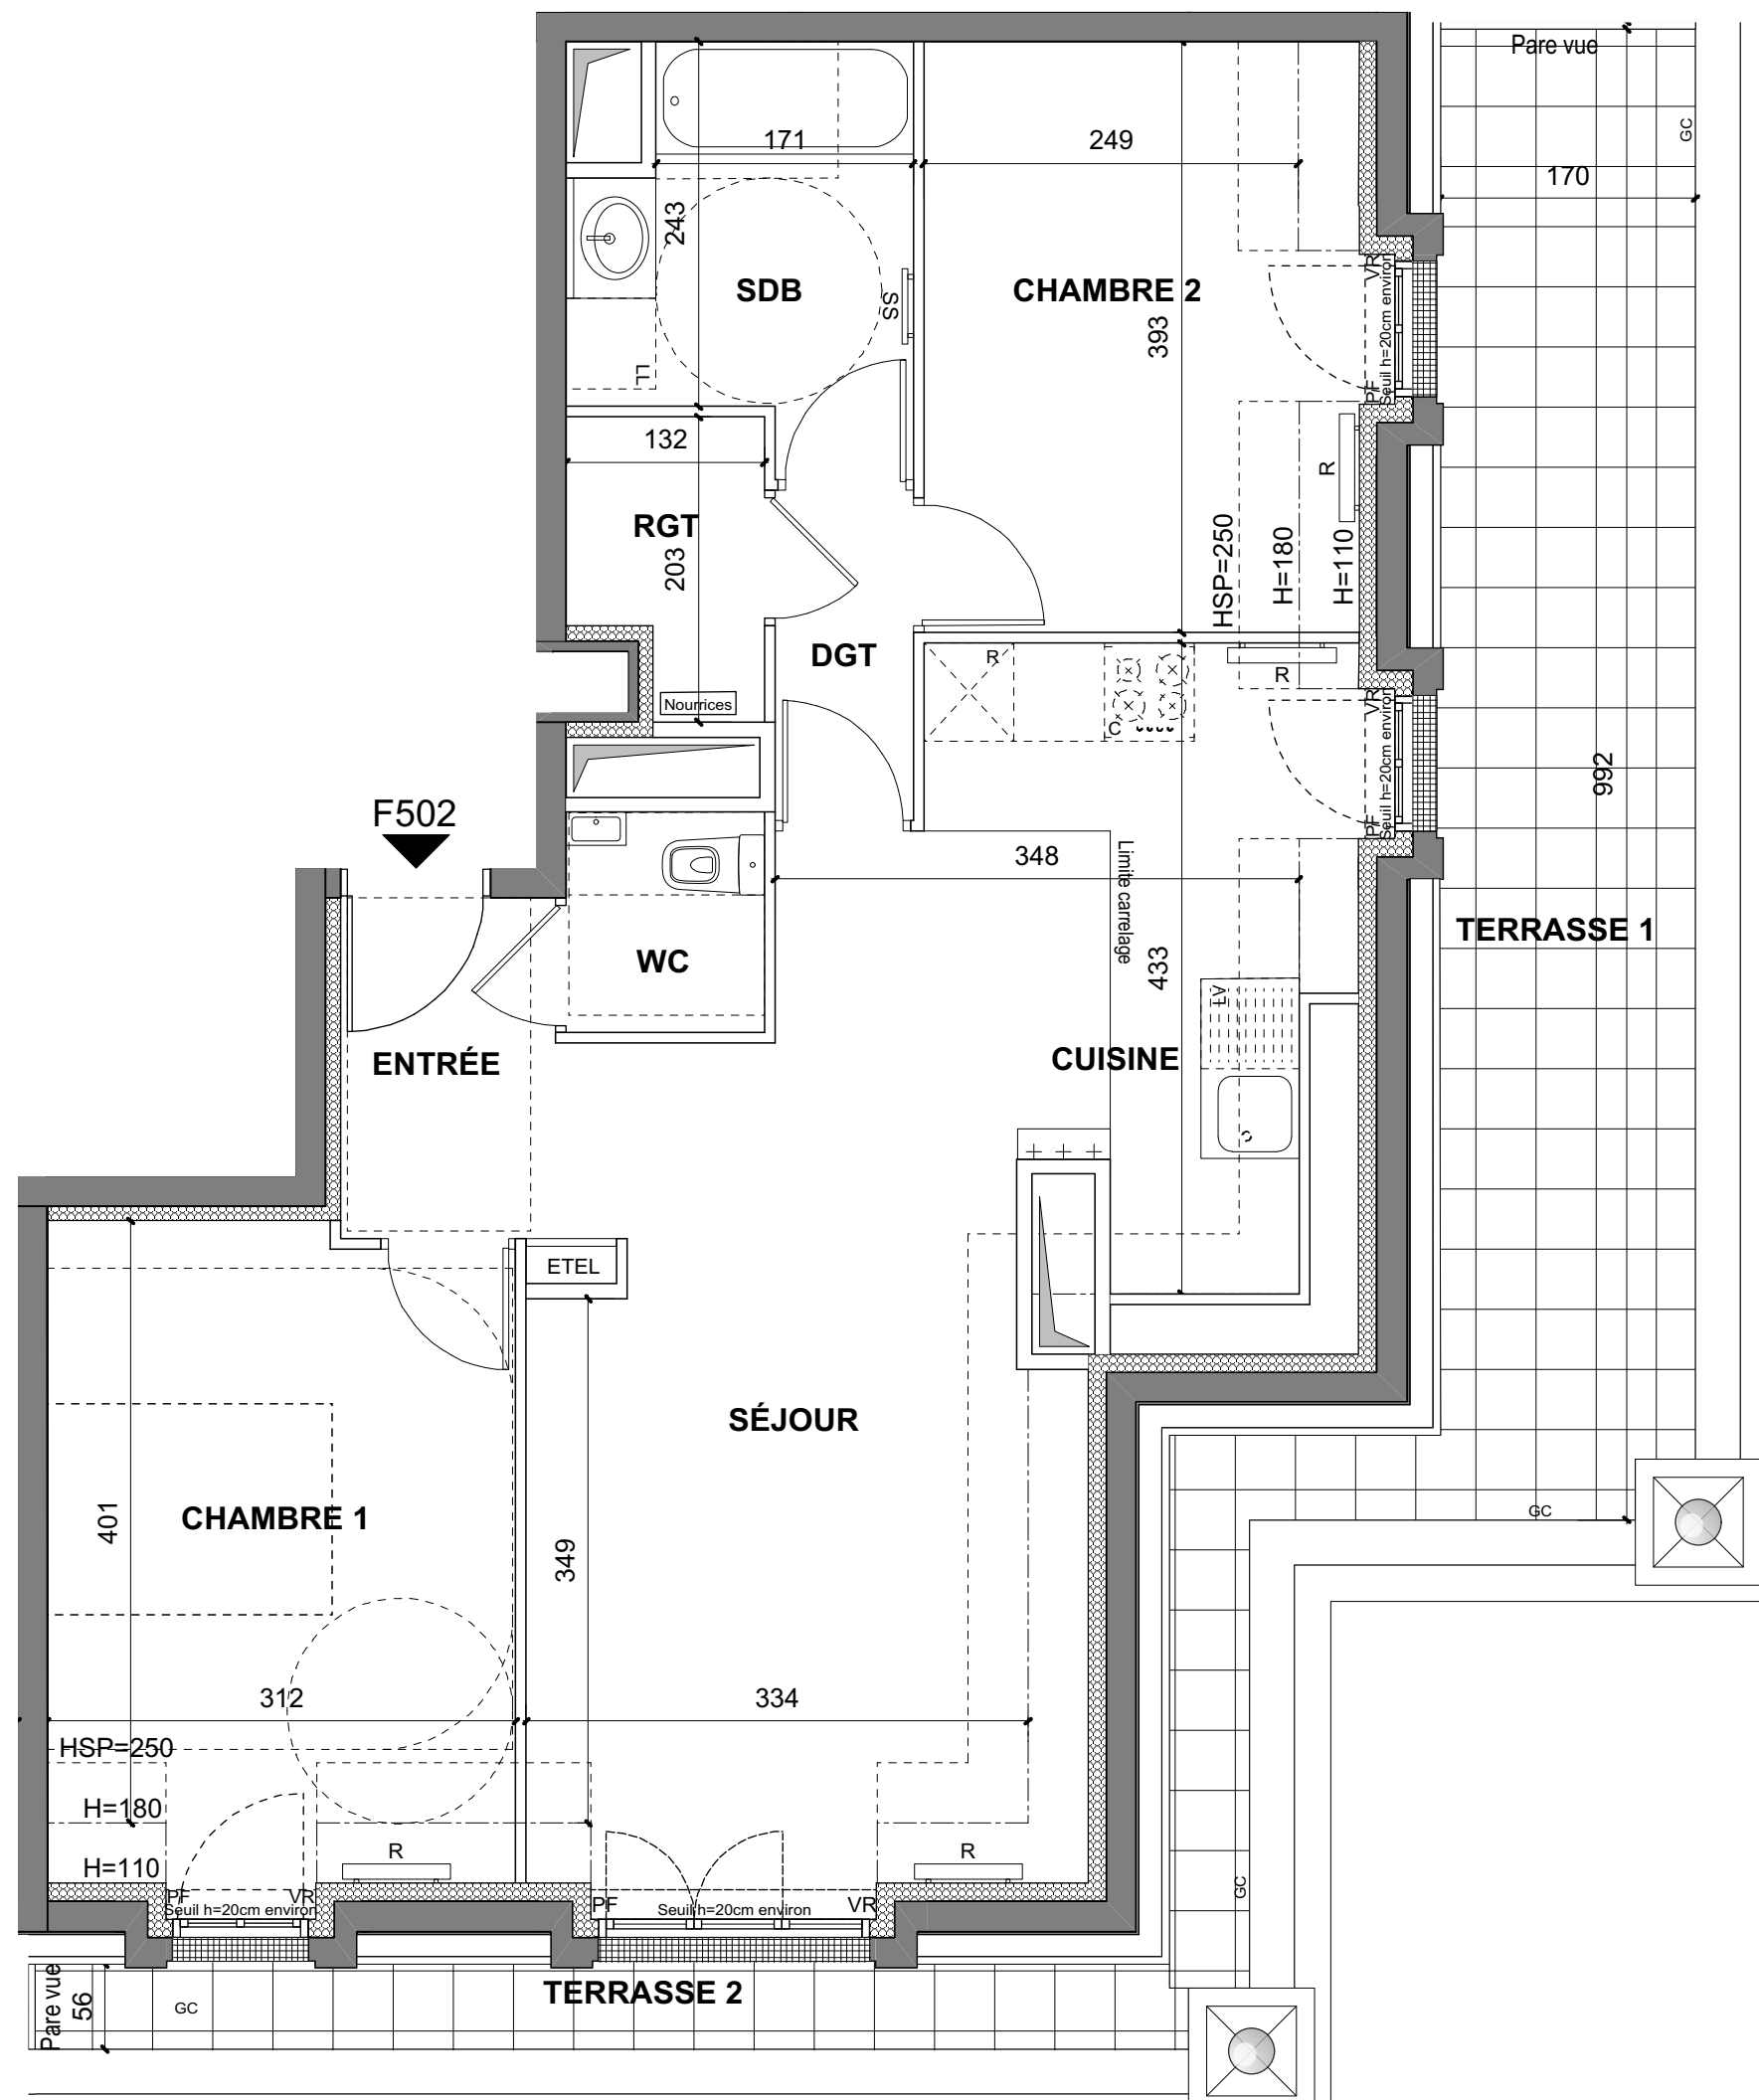 Pare vue
GC
171
249
170
243
SDB
SS
CHAMBRE 2
393
VR
Seuil h=20cm environ
PF
LL
132
RGT
203
R
HSP=250
H=180
H=110
DGT
Nourrices
R
C
R
VR
Seuil h=20cm environ
PF
992
F502
348
Limite carrelage
433
TERRASSE 1
WC
LV
ENTRÉE
CUISINE
ETEL
SÉJOUR
401
CHAMBRE 1
349
GC
312
334
HSP=250
H=180
H=110
R
R
PF
VR
Seuil h=20cm environ
PF
VR
Seuil h=20cm environ
GC
Pare vue
56
GC
TERRASSE 2